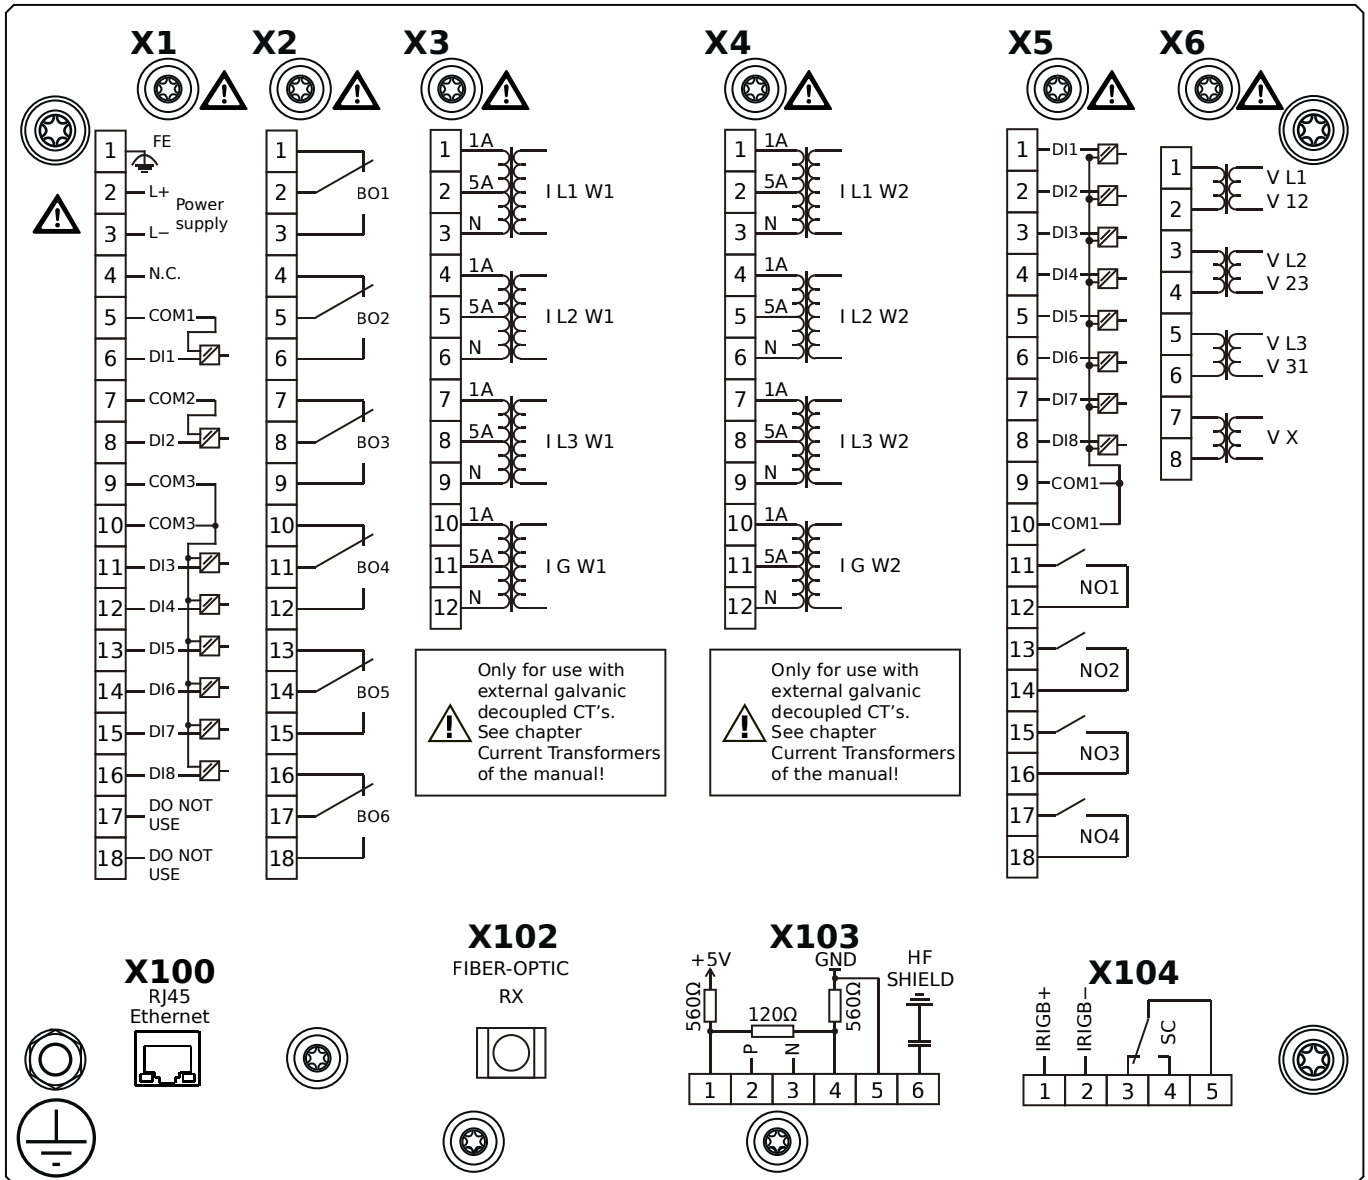 X1
X2
X3
X4
X5
X6
1 FE
2 L+
Power
supply
3 L−
4 N.C.
5 COM1
6 DI1
7 COM2
8 DI2
9 COM3
10 COM3
11 DI3
12 DI4
13 DI5
14 DI6
15 DI7
16 DI8
17 DO NOT
USE
18 DO NOT
USE
1
2 BO1
3
4
5 BO2
6
7
8 BO3
9
10
11 BO4
12
13
14 BO5
15
16
17 BO6
18
1 1A
2 5A I L1 W1
3 N
4 1A
5 5A I L2 W1
6 N
7 1A
8 5A I L3 W1
9 N
10 1A
11 5A I G W1
12 N
Only for use with
external galvanic
decoupled CT's.
See chapter
Current Transformers
of the manual!
1 1A
2 5A I L1 W2
3 N
4 1A
5 5A I L2 W2
6 N
7 1A
8 5A I L3 W2
9 N
10 1A
11 5A I G W2
12 N
Only for use with
external galvanic
decoupled CT's.
See chapter
Current Transformers
of the manual!
1 DI1
2 DI2
3 DI3
4 DI4
5 DI5
6 DI6
7 DI7
8 DI8
9 COM1
10 COM1
11
NO1
12
13
NO2
14
15
NO3
16
17
NO4
18
1
V L1
V 12
2
3
V L2
V 23
4
5
V L3
V 31
6
7
V X
8
X100
RJ45
Ethernet
X102
FIBER-OPTIC
RX
X103
+5V
GND
HF
SHIELD
560Ω
120Ω
560Ω
P
N
1 2 3 4 5 6
X104
IRIGB+
IRIGB−
SC
1 2 3 4 5